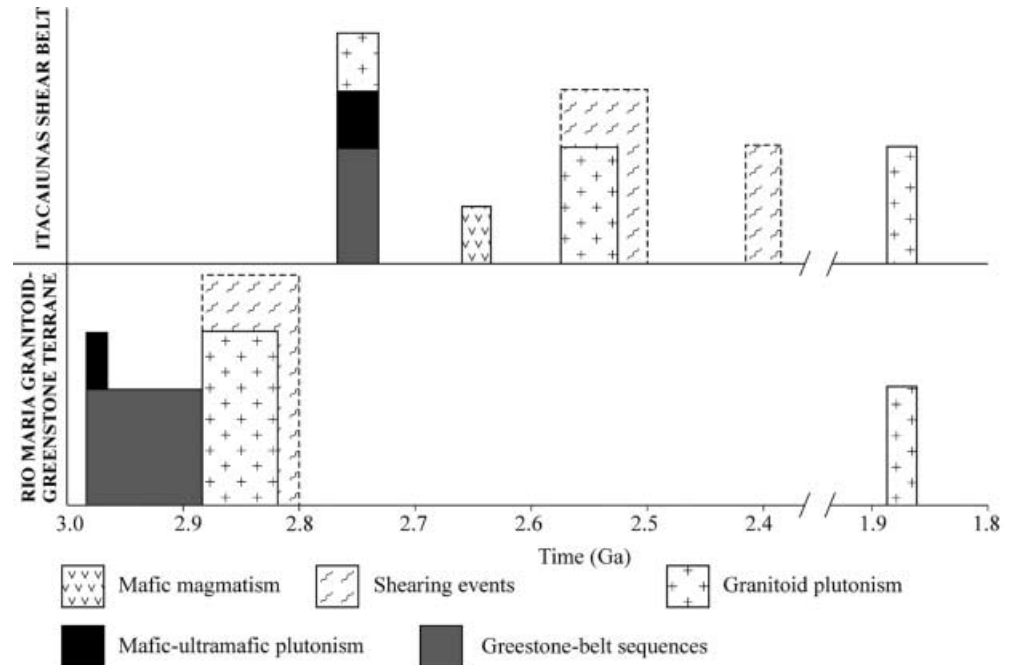 ITACAIUNAS SHEAR BELT
RIO MARIA GRANITOID-
GREENSTONE TERRANE
3.0 2.9 2.8 2.7 2.6 2.5 2.4 1.9 1.8
Time (Ga)
Mafic magmatism Shearing events Granitoid plutonism
Mafic-ultramafic plutonism Greestone-belt sequences